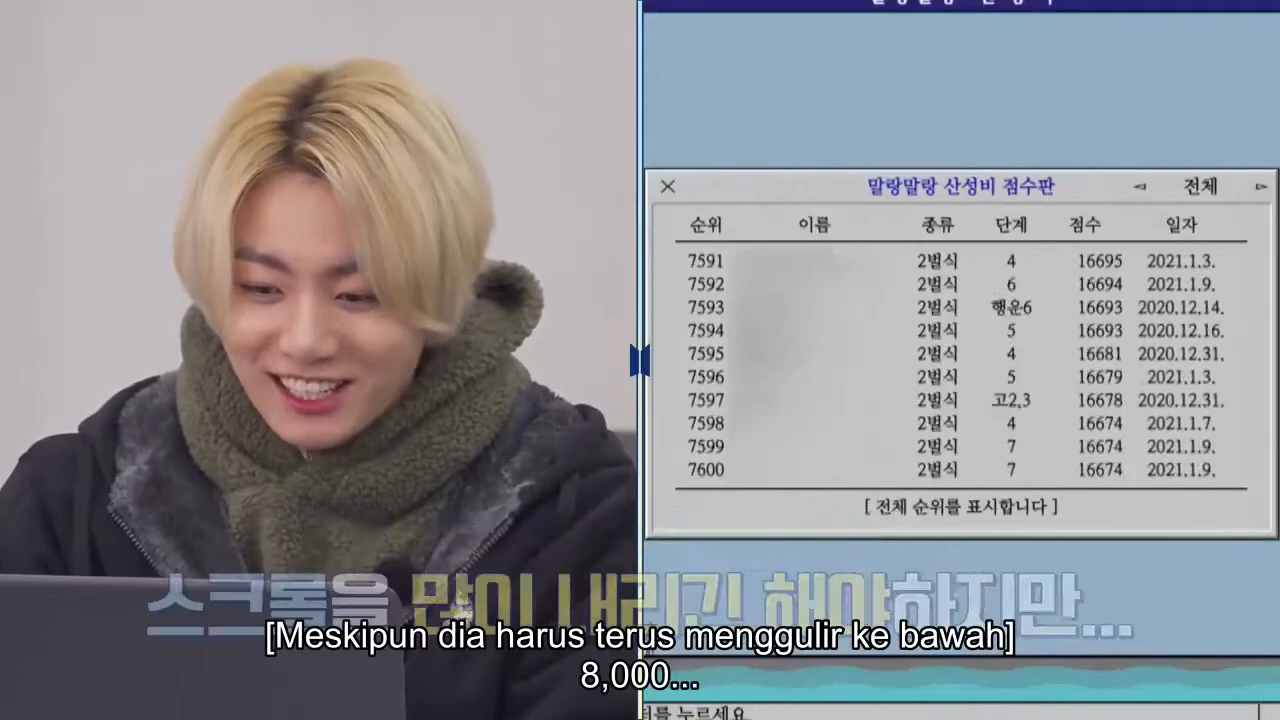 말랑말랑 산성비 점수판
전체
순위 이름 종류 단계 점수 일자
7591 2벌식 4 16695 2021.1.3.
7592 2벌식 6 16694 2021.1.9.
7593 2벌식 행운6 16693 2020.12.14.
7594 2벌식 5 16693 2020.12.16.
7595 2벌식 4 16681 2020.12.31.
7596 2벌식 5 16679 2021.1.3.
7597 2벌식 고2,3 16678 2020.12.31.
7598 2벌식 4 16674 2021.1.7.
7599 2벌식 7 16674 2021.1.9.
7600 2벌식 7 16674 2021.1.9.
[ 전체 순위를 표시합니다 ]
스크롤을 많이 내리긴 해야하지만...
[Meskipun dia harus terus menggulir ke bawah]
8,000...
누르세요